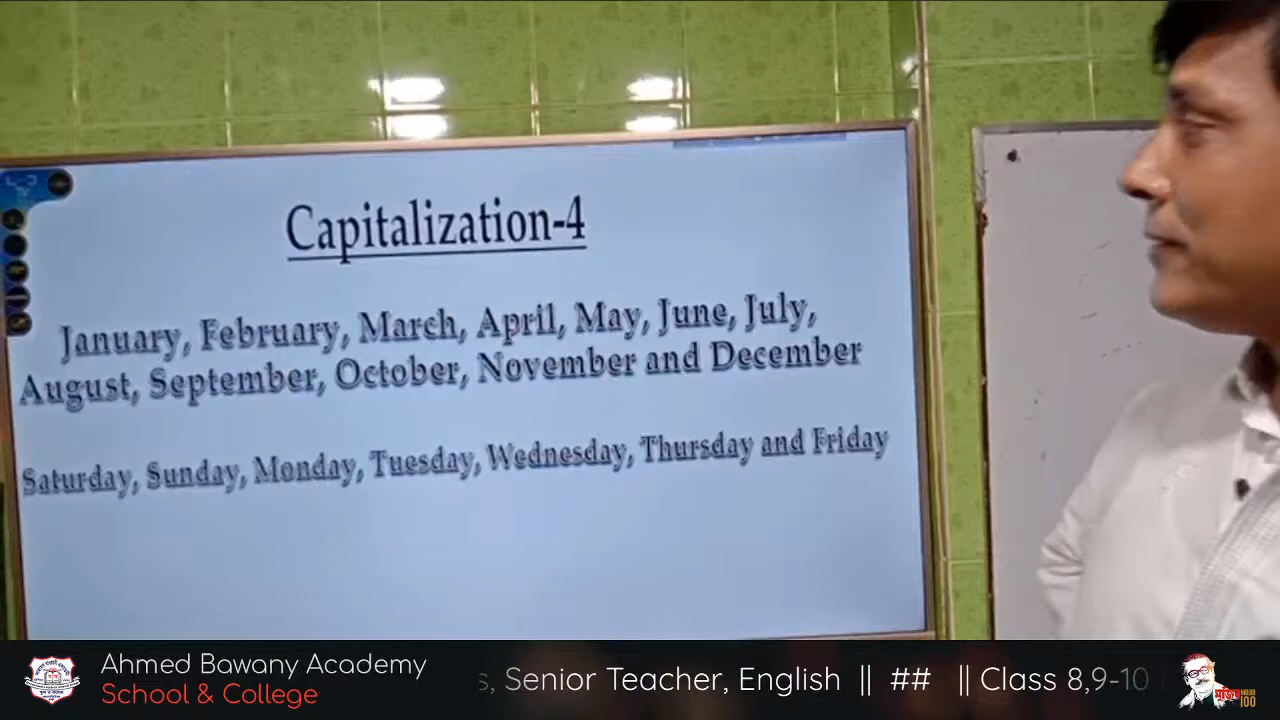 Capitalization-4
January, February, March, April, May, June, July,
August, September, October, November and December
Saturday, Sunday, Monday, Tuesday, Wednesday, Thursday and Friday
Ahmed Bawany Academy
School & College
s, Senior Teacher, English || ## || Class 8,9-10
মুজিব
100